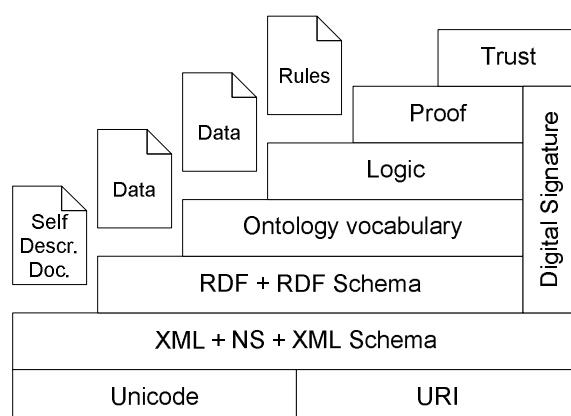 Trust
Rules
Proof
Data
Logic
Digital Signature
Data
Ontology vocabulary
Self
Descr.
Doc.
RDF + RDF Schema
XML + NS + XML Schema
Unicode
URI